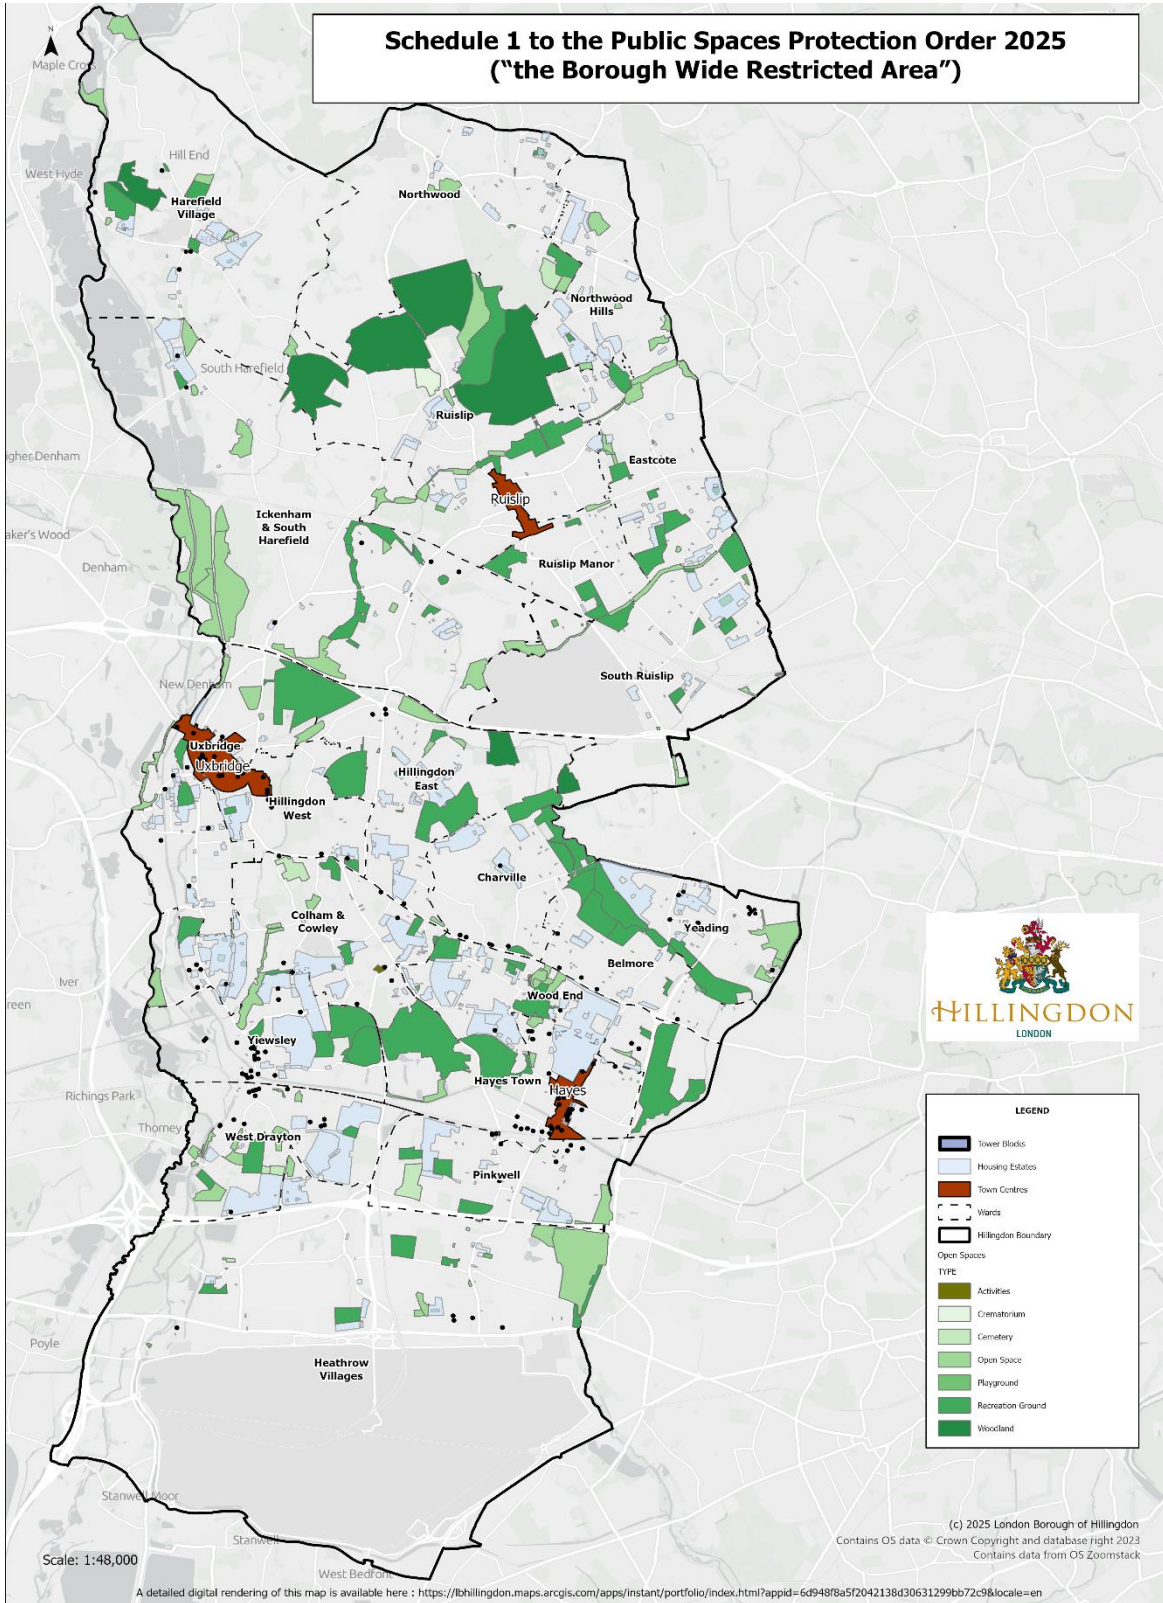 Schedule 1 to the Public Spaces Protection Order 2025
(“the Borough Wide Restricted Area”)
N
Maple Cross
Hill End
West Hyde
Harefield
Village
Harefield
Northwood
Northwood
Hills
South Harefield
Ruislip
Eastcote
Ruislip
Ickenham
& South
Harefield
Ruislip Manor
Denham
South Ruislip
New Denham
Uxbridge
Uxbridge
Hillingdon
East
Hillingdon
West
Charville
Colham &
Cowley
Yeading
Belmore
Iver
Wood End
Yiewsley
Hayes Town
Hayes
Richings Park
Thorney
West Drayton
Pinkwell
Poyle
Heathrow
Villages
Stanwell Moor
Stanwell
HILLINGDON
LONDON
LEGEND
Tower Blocks
Housing Estates
Town Centres
Wards
Hillingdon Boundary
Open Spaces
TYPE
Activities
Crematorium
Cemetery
Open Space
Playground
Recreation Ground
Woodland
(c) 2025 London Borough of Hillingdon
Contains OS data © Crown Copyright and database right 2023
Contains data from OS Zoomstack
Scale: 1:48,000
West Bedfont
A detailed digital rendering of this map is available here : https://lbhillingdon.maps.arcgis.com/apps/instant/portfolio/index.html?appid=6d948f8a5f2042138d30631299bb72c9&locale=en